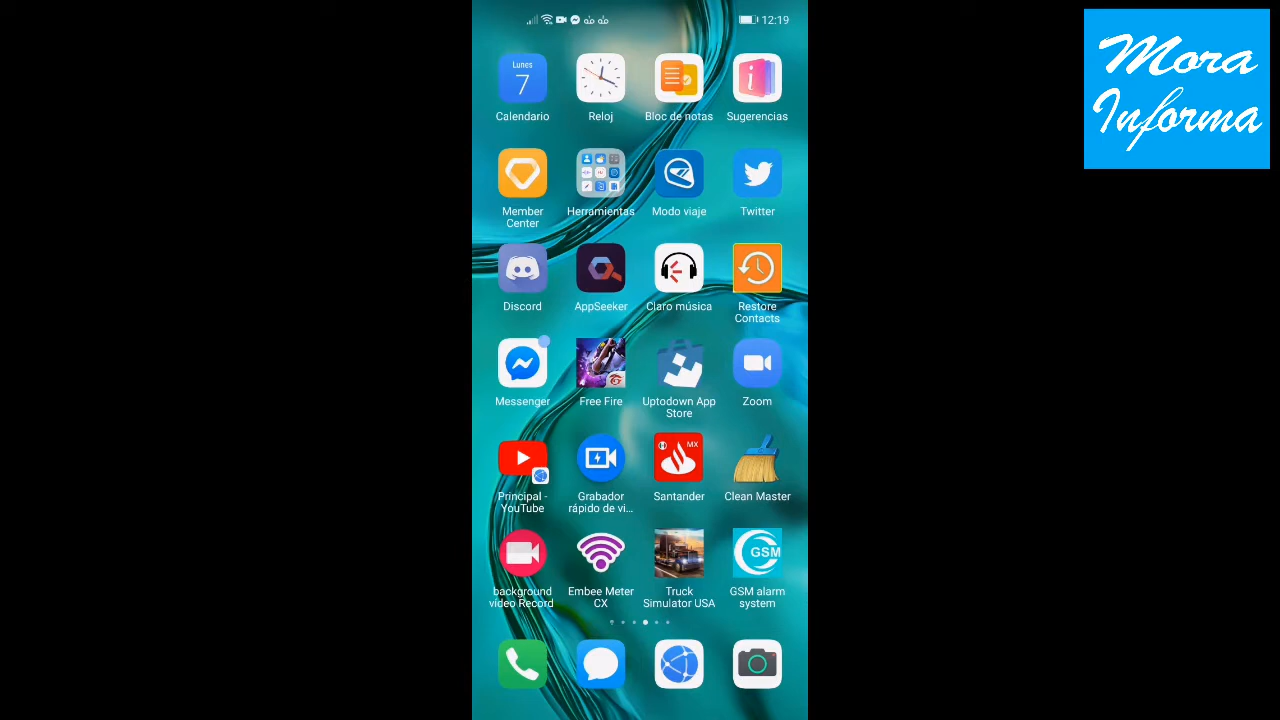 12:19
Mora
Informa
Lunes
7
Calendario
Reloj
Bloc de notas
Sugerencias
Member
Center
Herramientas
Modo viaje
Twitter
Discord
AppSeeker
Claro música
Restore
Contacts
Messenger
Free Fire
Uptodown App
Store
Zoom
MX
Principal -
YouTube
Grabador
rápido de vi...
Santander
Clean Master
GSM
background
video Record
Embee Meter
CX
Truck
Simulator USA
GSM alarm
system